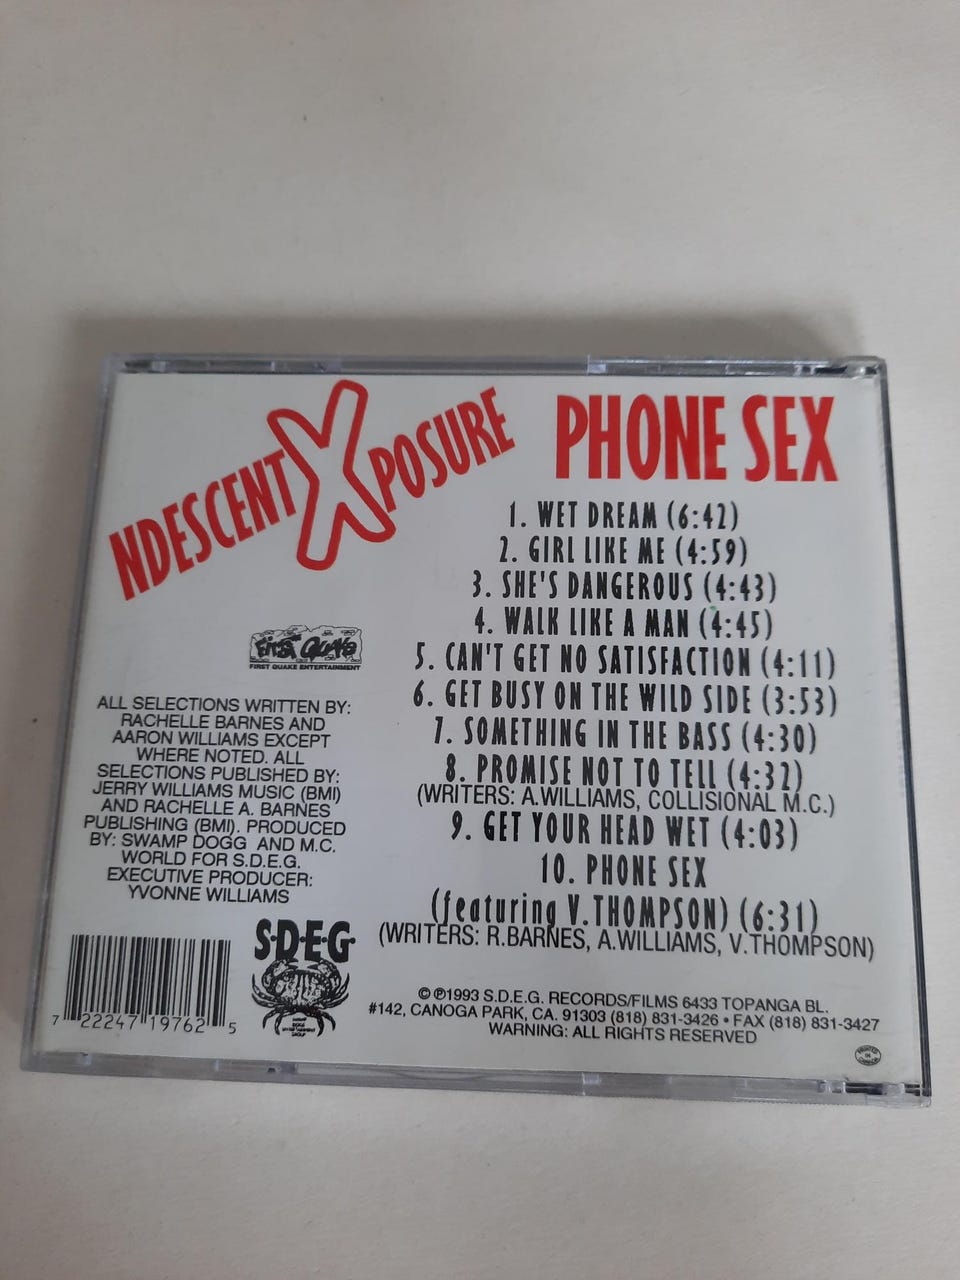 NDESCENT XPOSURE
PHONE SEX
1. WET DREAM (6:42)
2. GIRL LIKE ME (4:59)
3. SHE'S DANGEROUS (4:43)
4. WALK LIKE A MAN (4:45)
5. CAN'T GET NO SATISFACTION (4:11)
6. GET BUSY ON THE WILD SIDE (3:53)
7. SOMETHING IN THE BASS (4:30)
8. PROMISE NOT TO TELL (4:32)
(WRITERS: A.WILLIAMS, COLLISIONAL M.C.)
9. GET YOUR HEAD WET (4:03)
10. PHONE SEX
(featuring V.THOMPSON) (6:31)
(WRITERS: R.BARNES, A.WILLIAMS, V.THOMPSON)
First Quake
FIRST QUAKE ENTERTAINMENT
ALL SELECTIONS WRITTEN BY:
RACHELLE BARNES AND
AARON WILLIAMS EXCEPT
WHERE NOTED. ALL
SELECTIONS PUBLISHED BY:
JERRY WILLIAMS MUSIC (BMI)
AND RACHELLE A. BARNES
PUBLISHING (BMI). PRODUCED
BY: SWAMP DOGG AND M.C.
WORLD FOR S.D.E.G.
EXECUTIVE PRODUCER:
YVONNE WILLIAMS
7 22247 19762 5
S·D·E·G·
© ℗1993 S.D.E.G. RECORDS/FILMS 6433 TOPANGA BL.
#142, CANOGA PARK, CA. 91303 (818) 831-3426 • FAX (818) 831-3427
WARNING: ALL RIGHTS RESERVED
PRINTED
IN
CANADA